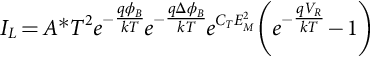 $I_L = A^* T^2 e^{-\frac{q\phi_B}{kT}} e^{-\frac{q\Delta\phi_B}{kT}} e^{C_T E_M^2} \left( e^{-\frac{qV_R}{kT}} - 1 \right)$